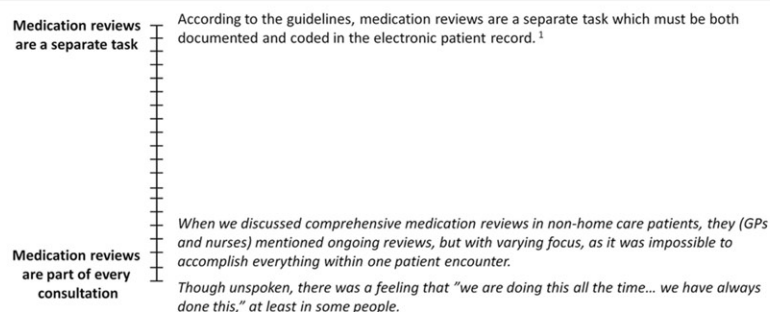 Medication reviews
are a separate task
According to the guidelines, medication reviews are a separate task which must be both
documented and coded in the electronic patient record. 1
When we discussed comprehensive medication reviews in non-home care patients, they (GPs
and nurses) mentioned ongoing reviews, but with varying focus, as it was impossible to
accomplish everything within one patient encounter.
Medication reviews
are part of every
consultation
Though unspoken, there was a feeling that ”we are doing this all the time... we have always
done this,” at least in some people.